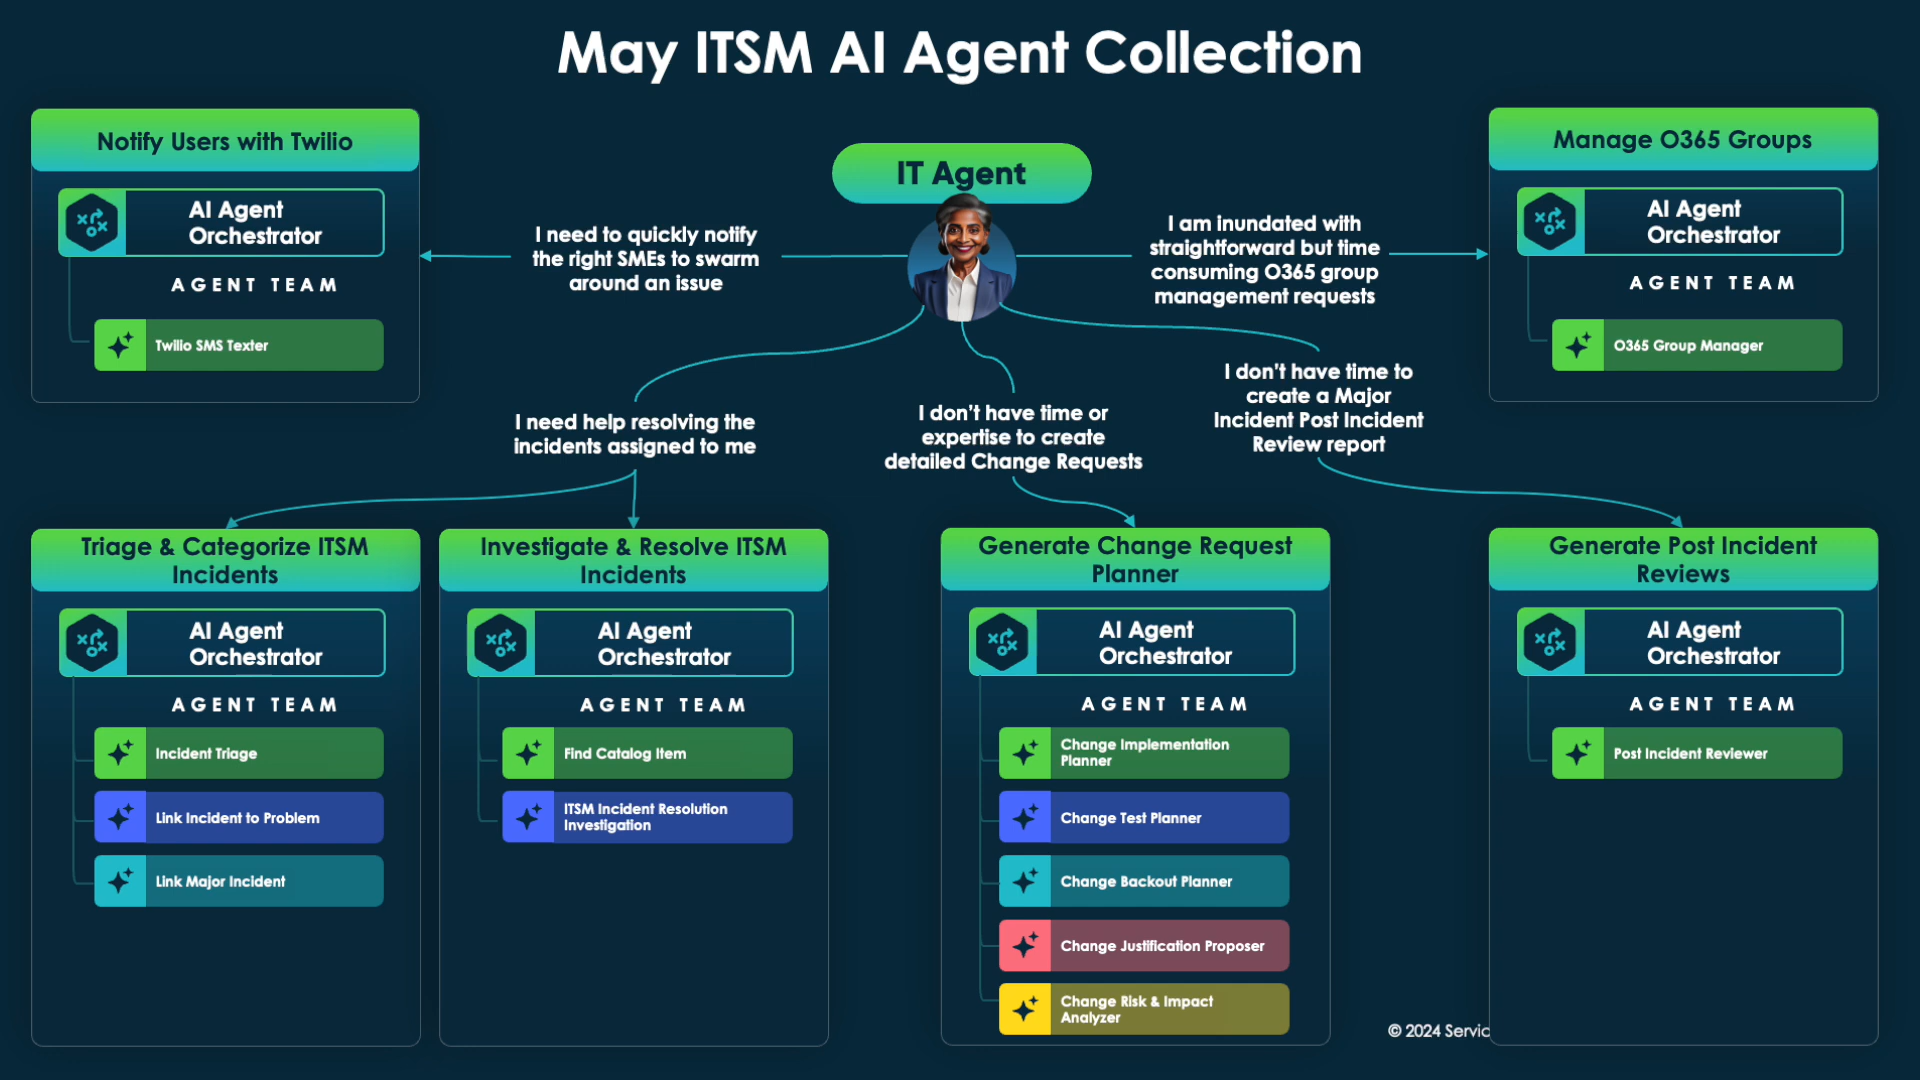 May ITSM AI Agent Collection
Notify Users with Twilio
AI Agent
Orchestrator
AGENT TEAM
Twilio SMS Texter
I need to quickly notify
the right SMEs to swarm
around an issue
IT Agent
I am inundated with
straightforward but time
consuming O365 group
management requests
Manage O365 Groups
AI Agent
Orchestrator
AGENT TEAM
O365 Group Manager
I need help resolving the
incidents assigned to me
I don't have time or
expertise to create
detailed Change Requests
I don't have time to
create a Major
Incident Post Incident
Review report
Triage & Categorize ITSM
Incidents
AI Agent
Orchestrator
AGENT TEAM
Incident Triage
Link Incident to Problem
Link Major Incident
Investigate & Resolve ITSM
Incidents
AI Agent
Orchestrator
AGENT TEAM
Find Catalog Item
ITSM Incident Resolution
Investigation
Generate Change Request
Planner
AI Agent
Orchestrator
AGENT TEAM
Change Implementation
Planner
Change Test Planner
Change Backout Planner
Change Justification Proposer
Change Risk & Impact
Analyzer
Generate Post Incident
Reviews
AI Agent
Orchestrator
AGENT TEAM
Post Incident Reviewer
© 2024 Servic